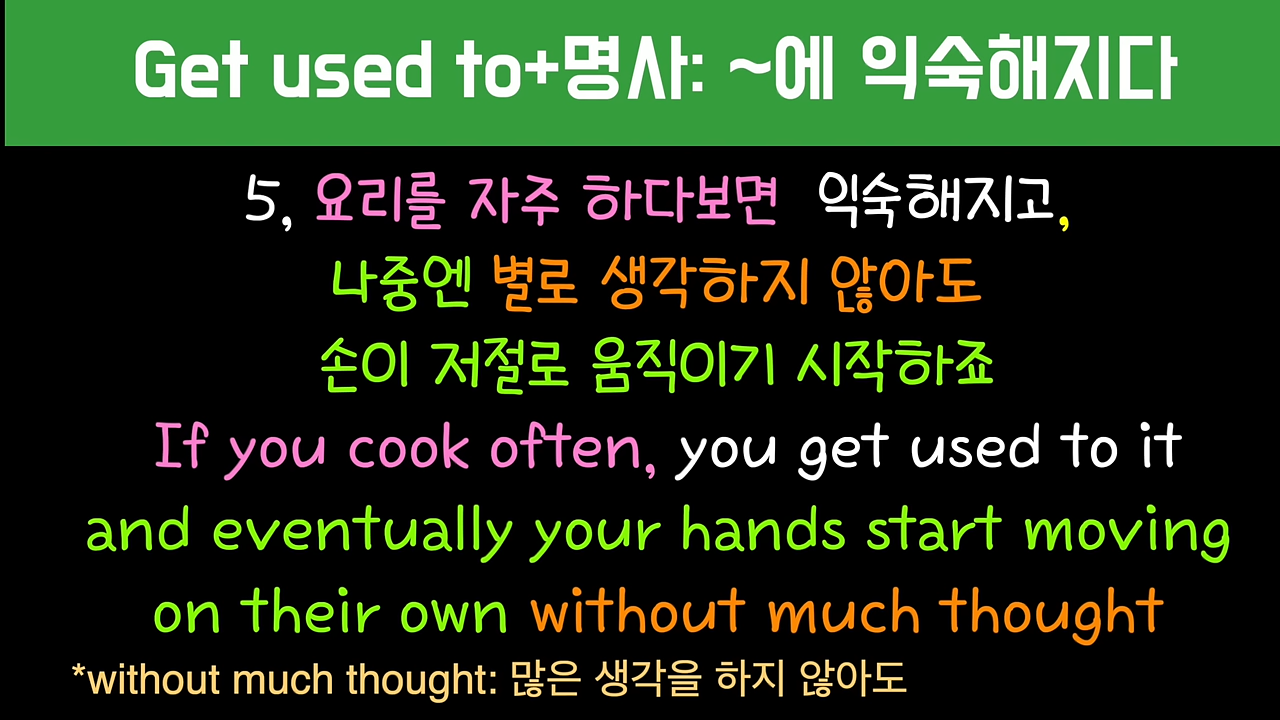 Get used to+명사: ~에 익숙해지다
5, 요리를 자주 하다보면 익숙해지고,
나중엔 별로 생각하지 않아도
손이 저절로 움직이기 시작하죠
If you cook often, you get used to it
and eventually your hands start moving
on their own without much thought
*without much thought: 많은 생각을 하지 않아도